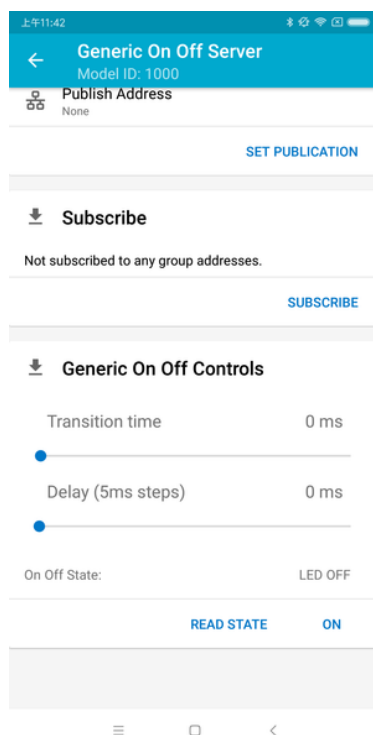 上午11:42
Generic On Off Server
Model ID: 1000
Publish Address
None
SET PUBLICATION
Subscribe
Not subscribed to any group addresses.
SUBSCRIBE
Generic On Off Controls
Transition time 0 ms
Delay (5ms steps) 0 ms
On Off State: LED OFF
READ STATE ON